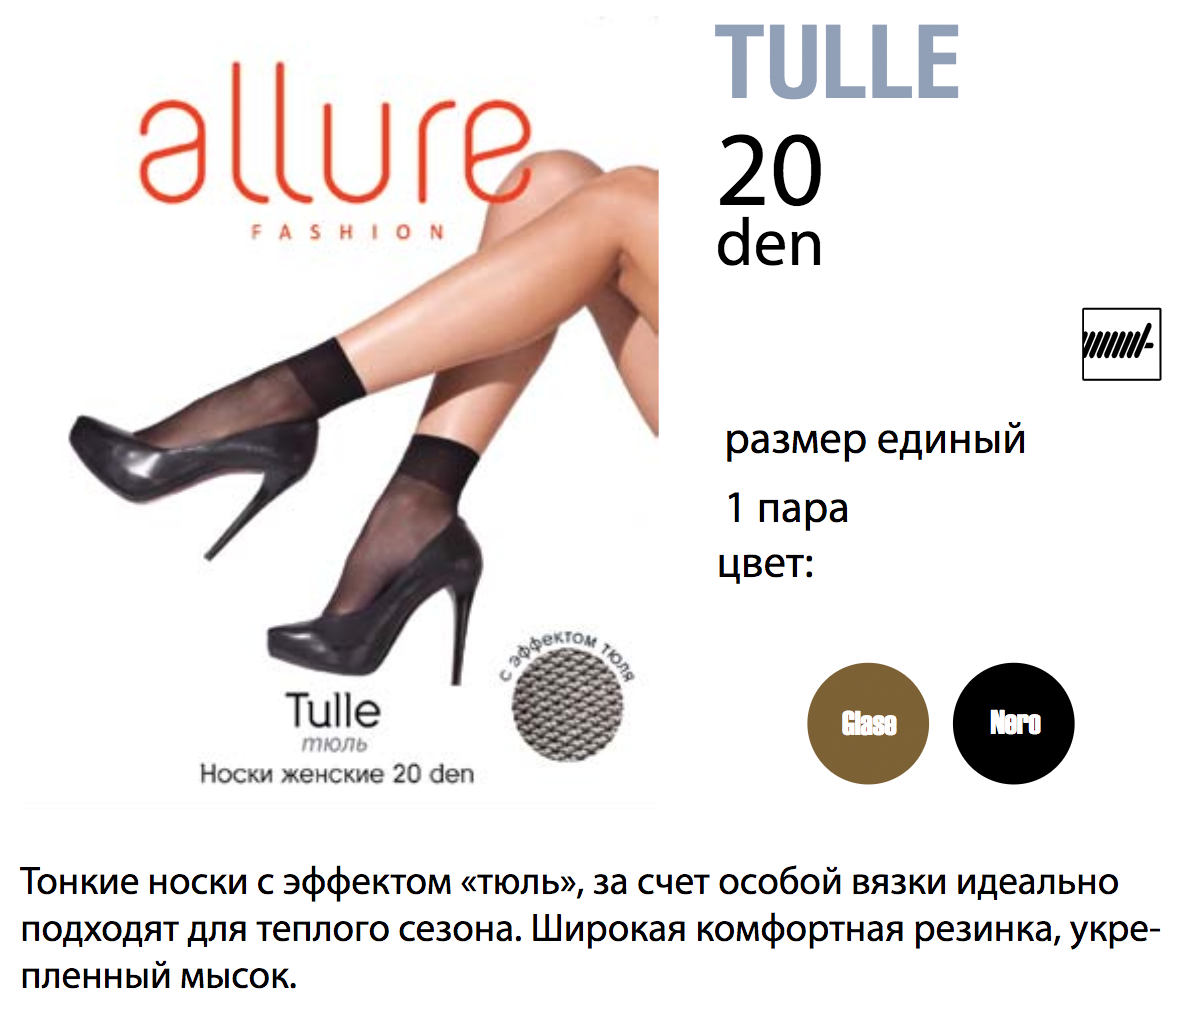 allure
FASHION
с эффектом тюля
Tulle
тюль
Носки женские 20 den
TULLE
20
den
размер единый
1 пара
цвет:
Glase
Nero
Тонкие носки с эффектом «тюль», за счет особой вязки идеально
подходят для теплого сезона. Широкая комфортная резинка, укре-
пленный мысок.